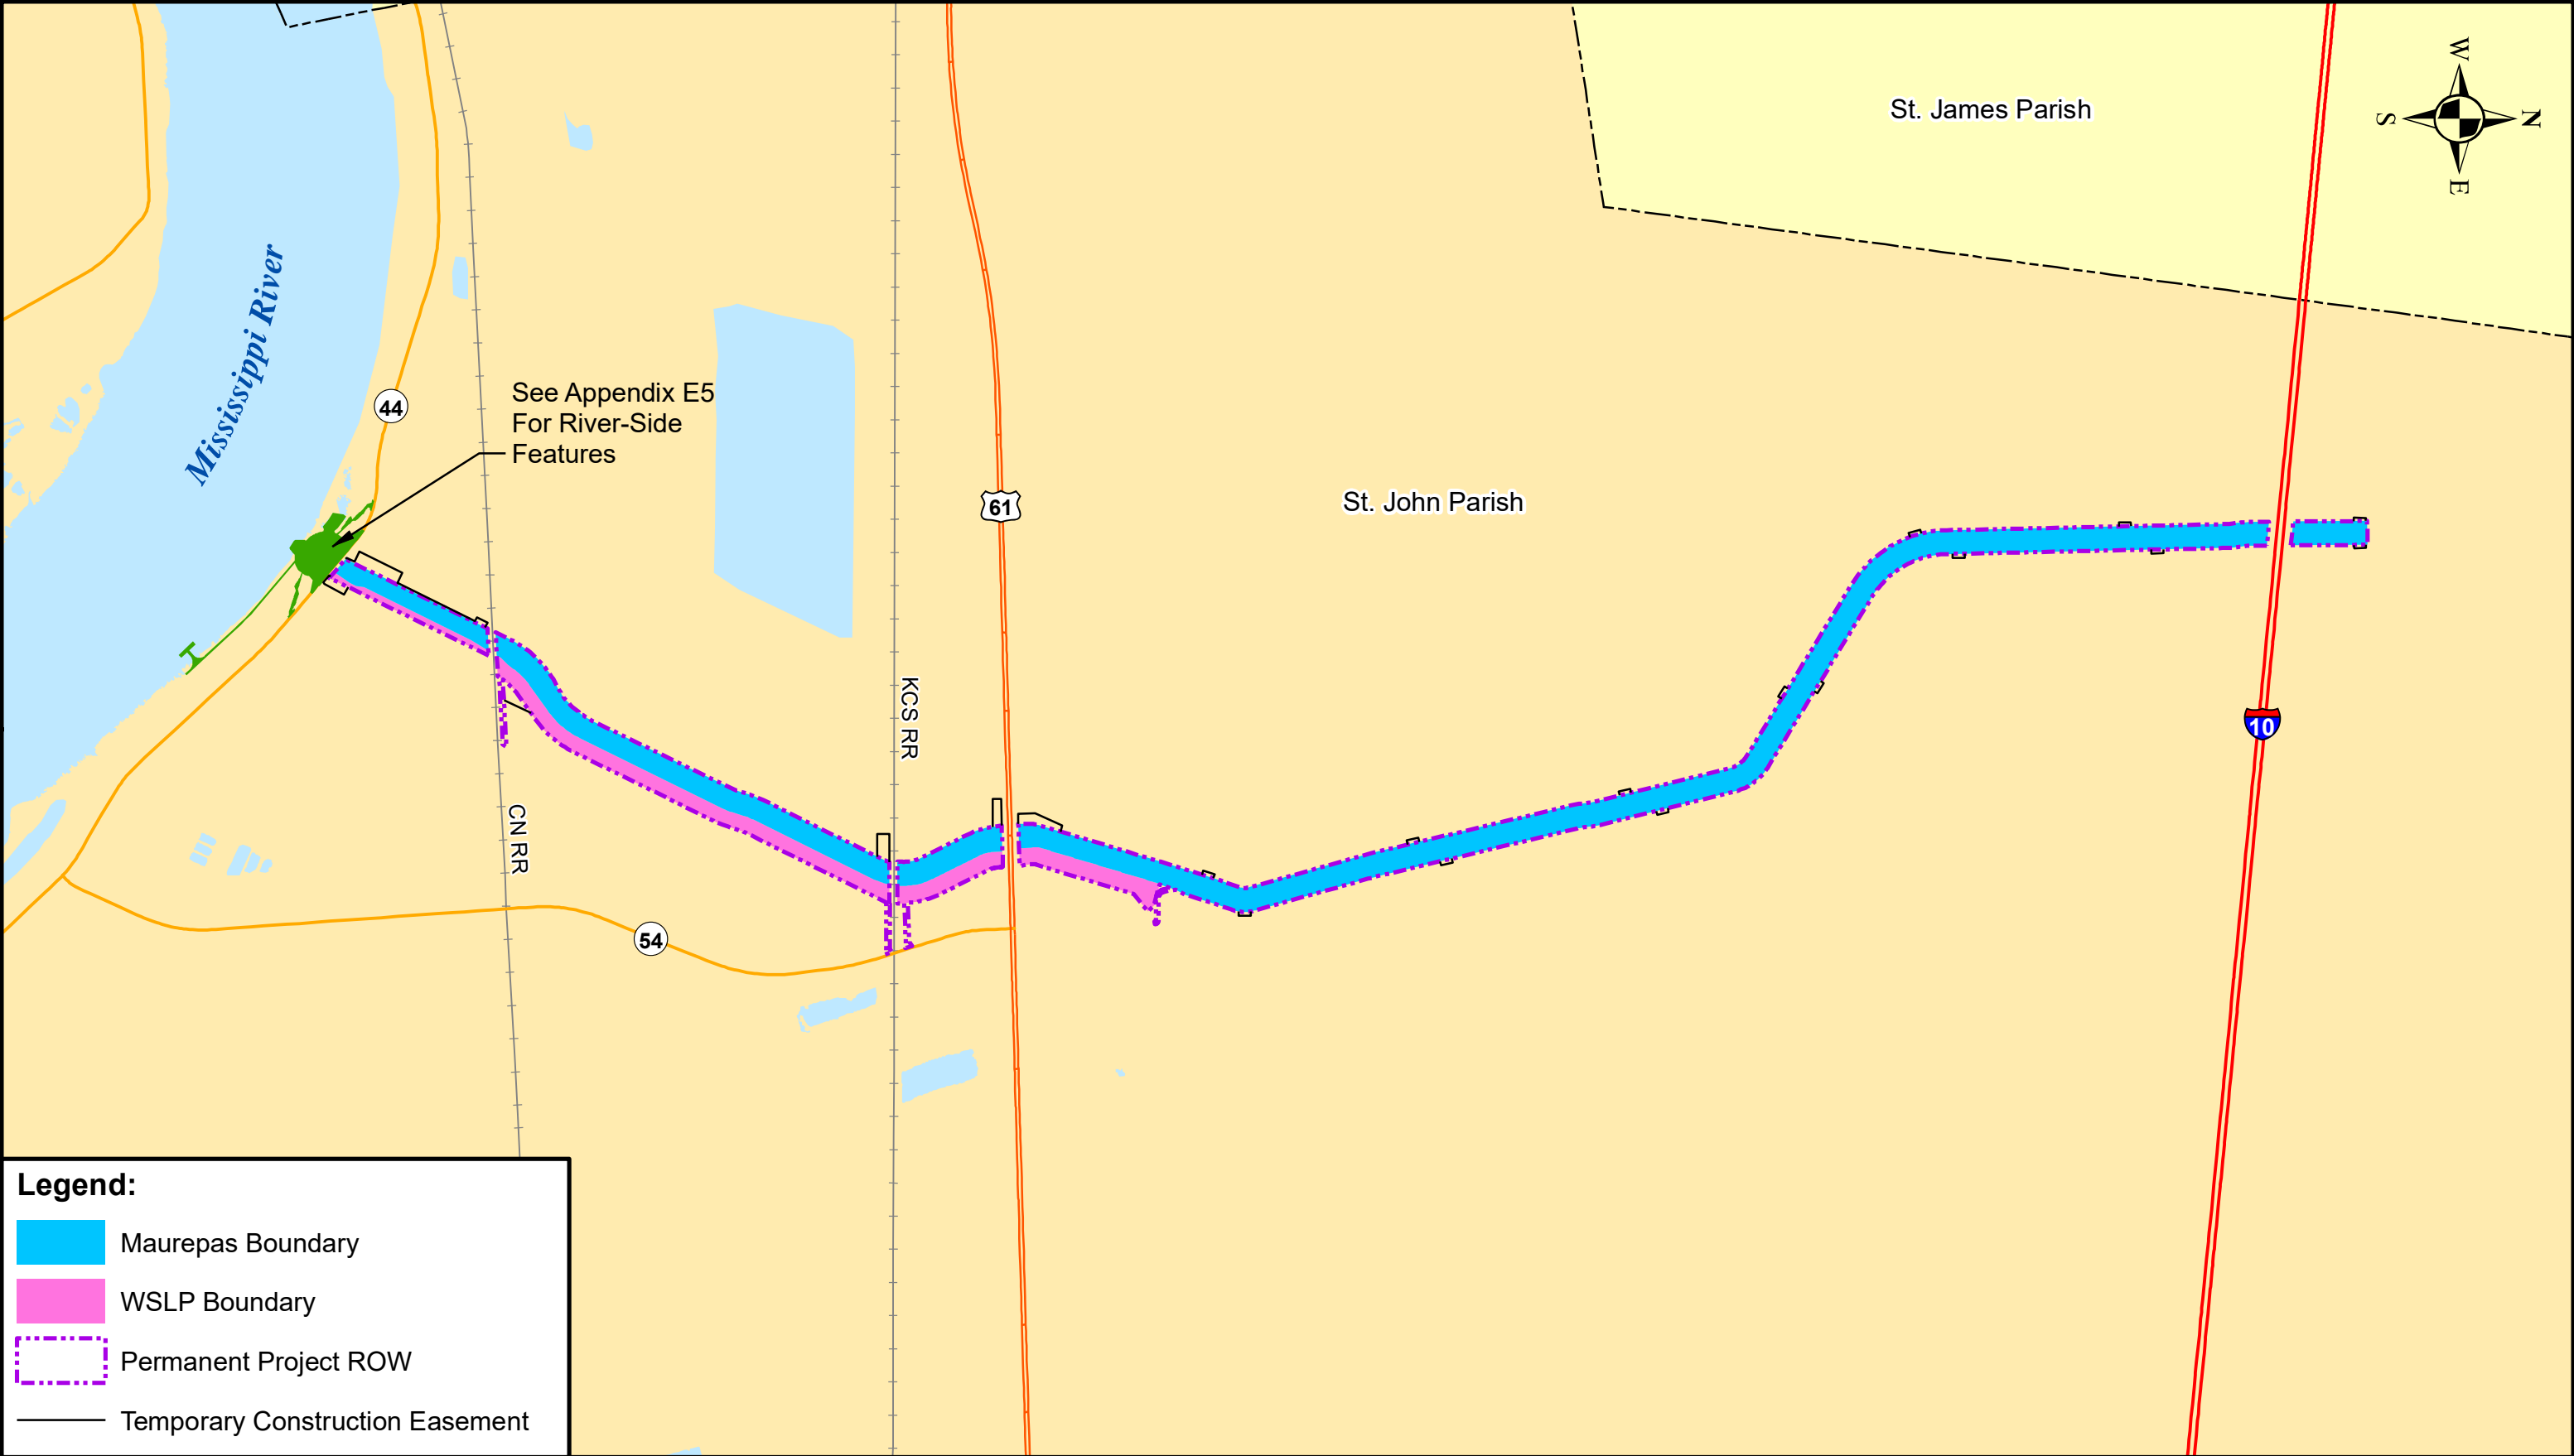 W
S
N
E
St. James Parish
Mississippi River
44
See Appendix E5
For River-Side
Features
61
St. John Parish
KCS RR
10
CN RR
54
Legend:
Maurepas Boundary
WSLP Boundary
Permanent Project ROW
Temporary Construction Easement